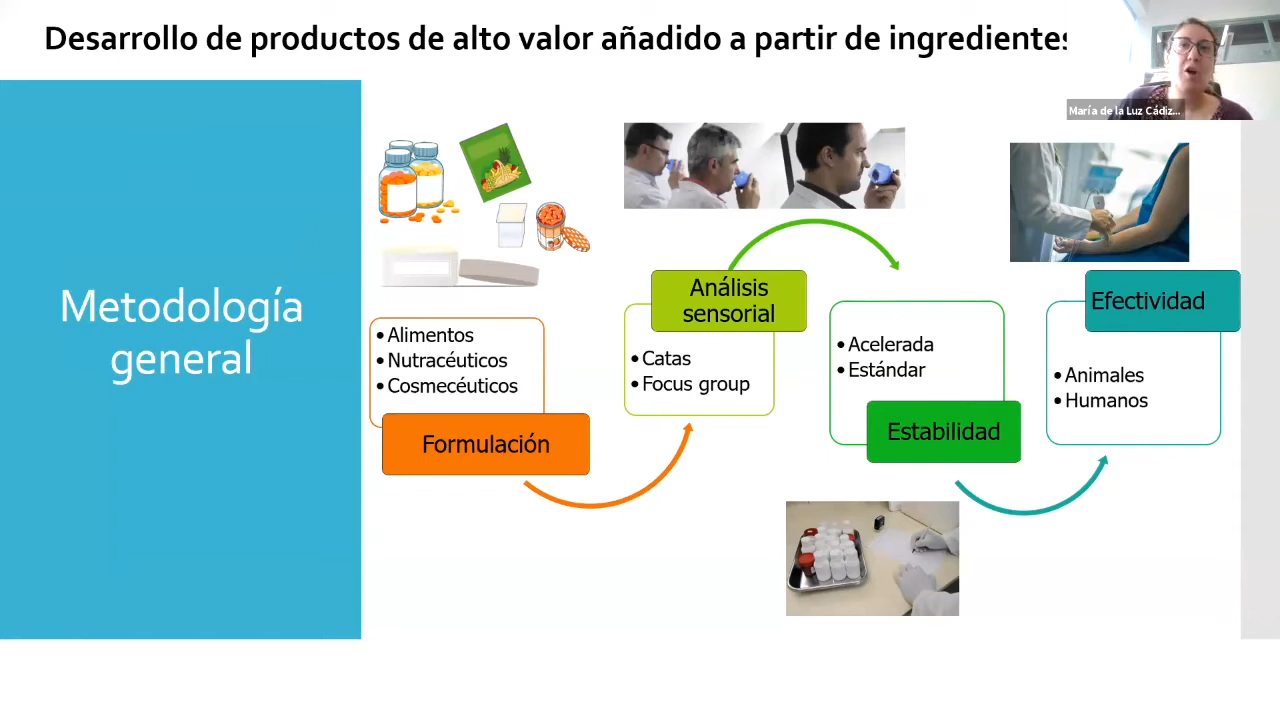 Desarrollo de productos de alto valor añadido a partir de ingredientes
María de la Luz Cádiz...
Metodología
general
• Alimentos
• Nutracéuticos
• Cosmecéuticos
Formulación
Análisis
sensorial
• Catas
• Focus group
• Acelerada
• Estándar
Estabilidad
Efectividad
• Animales
• Humanos